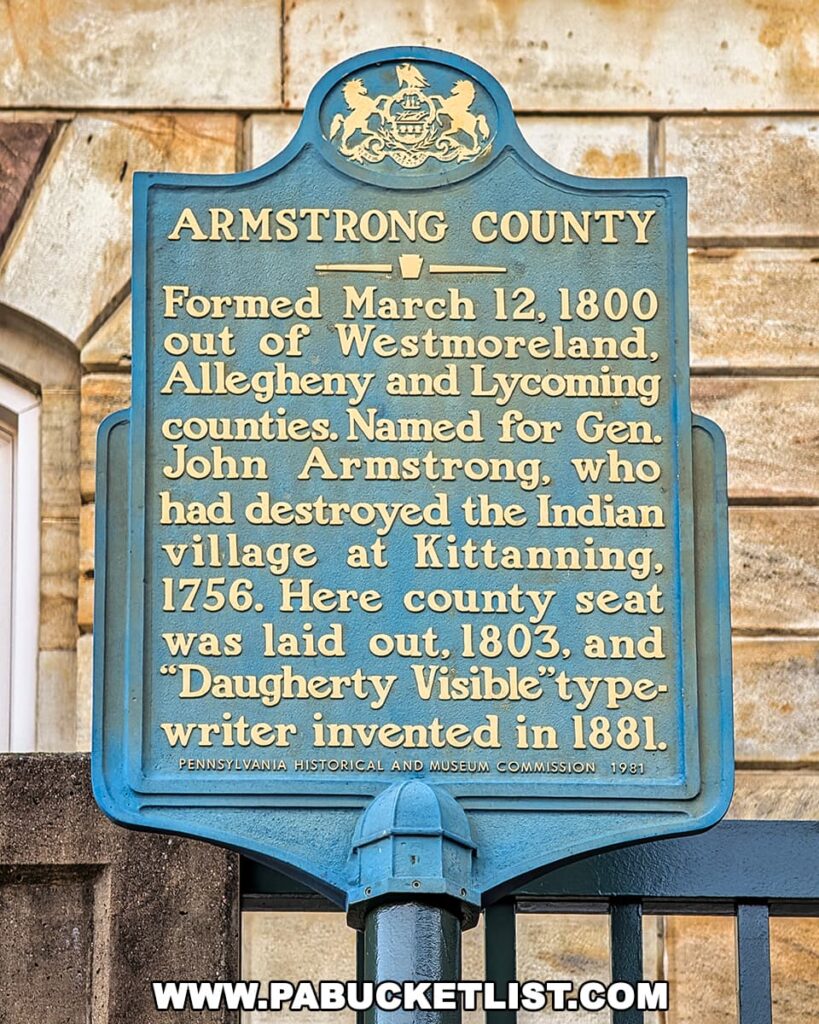 ARMSTRONG COUNTY
Formed March 12, 1800
out of Westmoreland,
Allegheny and Lycoming
counties. Named for Gen.
John Armstrong, who
had destroyed the Indian
village at Kittanning,
1756. Here county seat
was laid out, 1803, and
"Daugherty Visible" type-
writer invented in 1881.
PENNSYLVANIA HISTORICAL AND MUSEUM COMMISSION 1981
WWW.PABUCKETLIST.COM